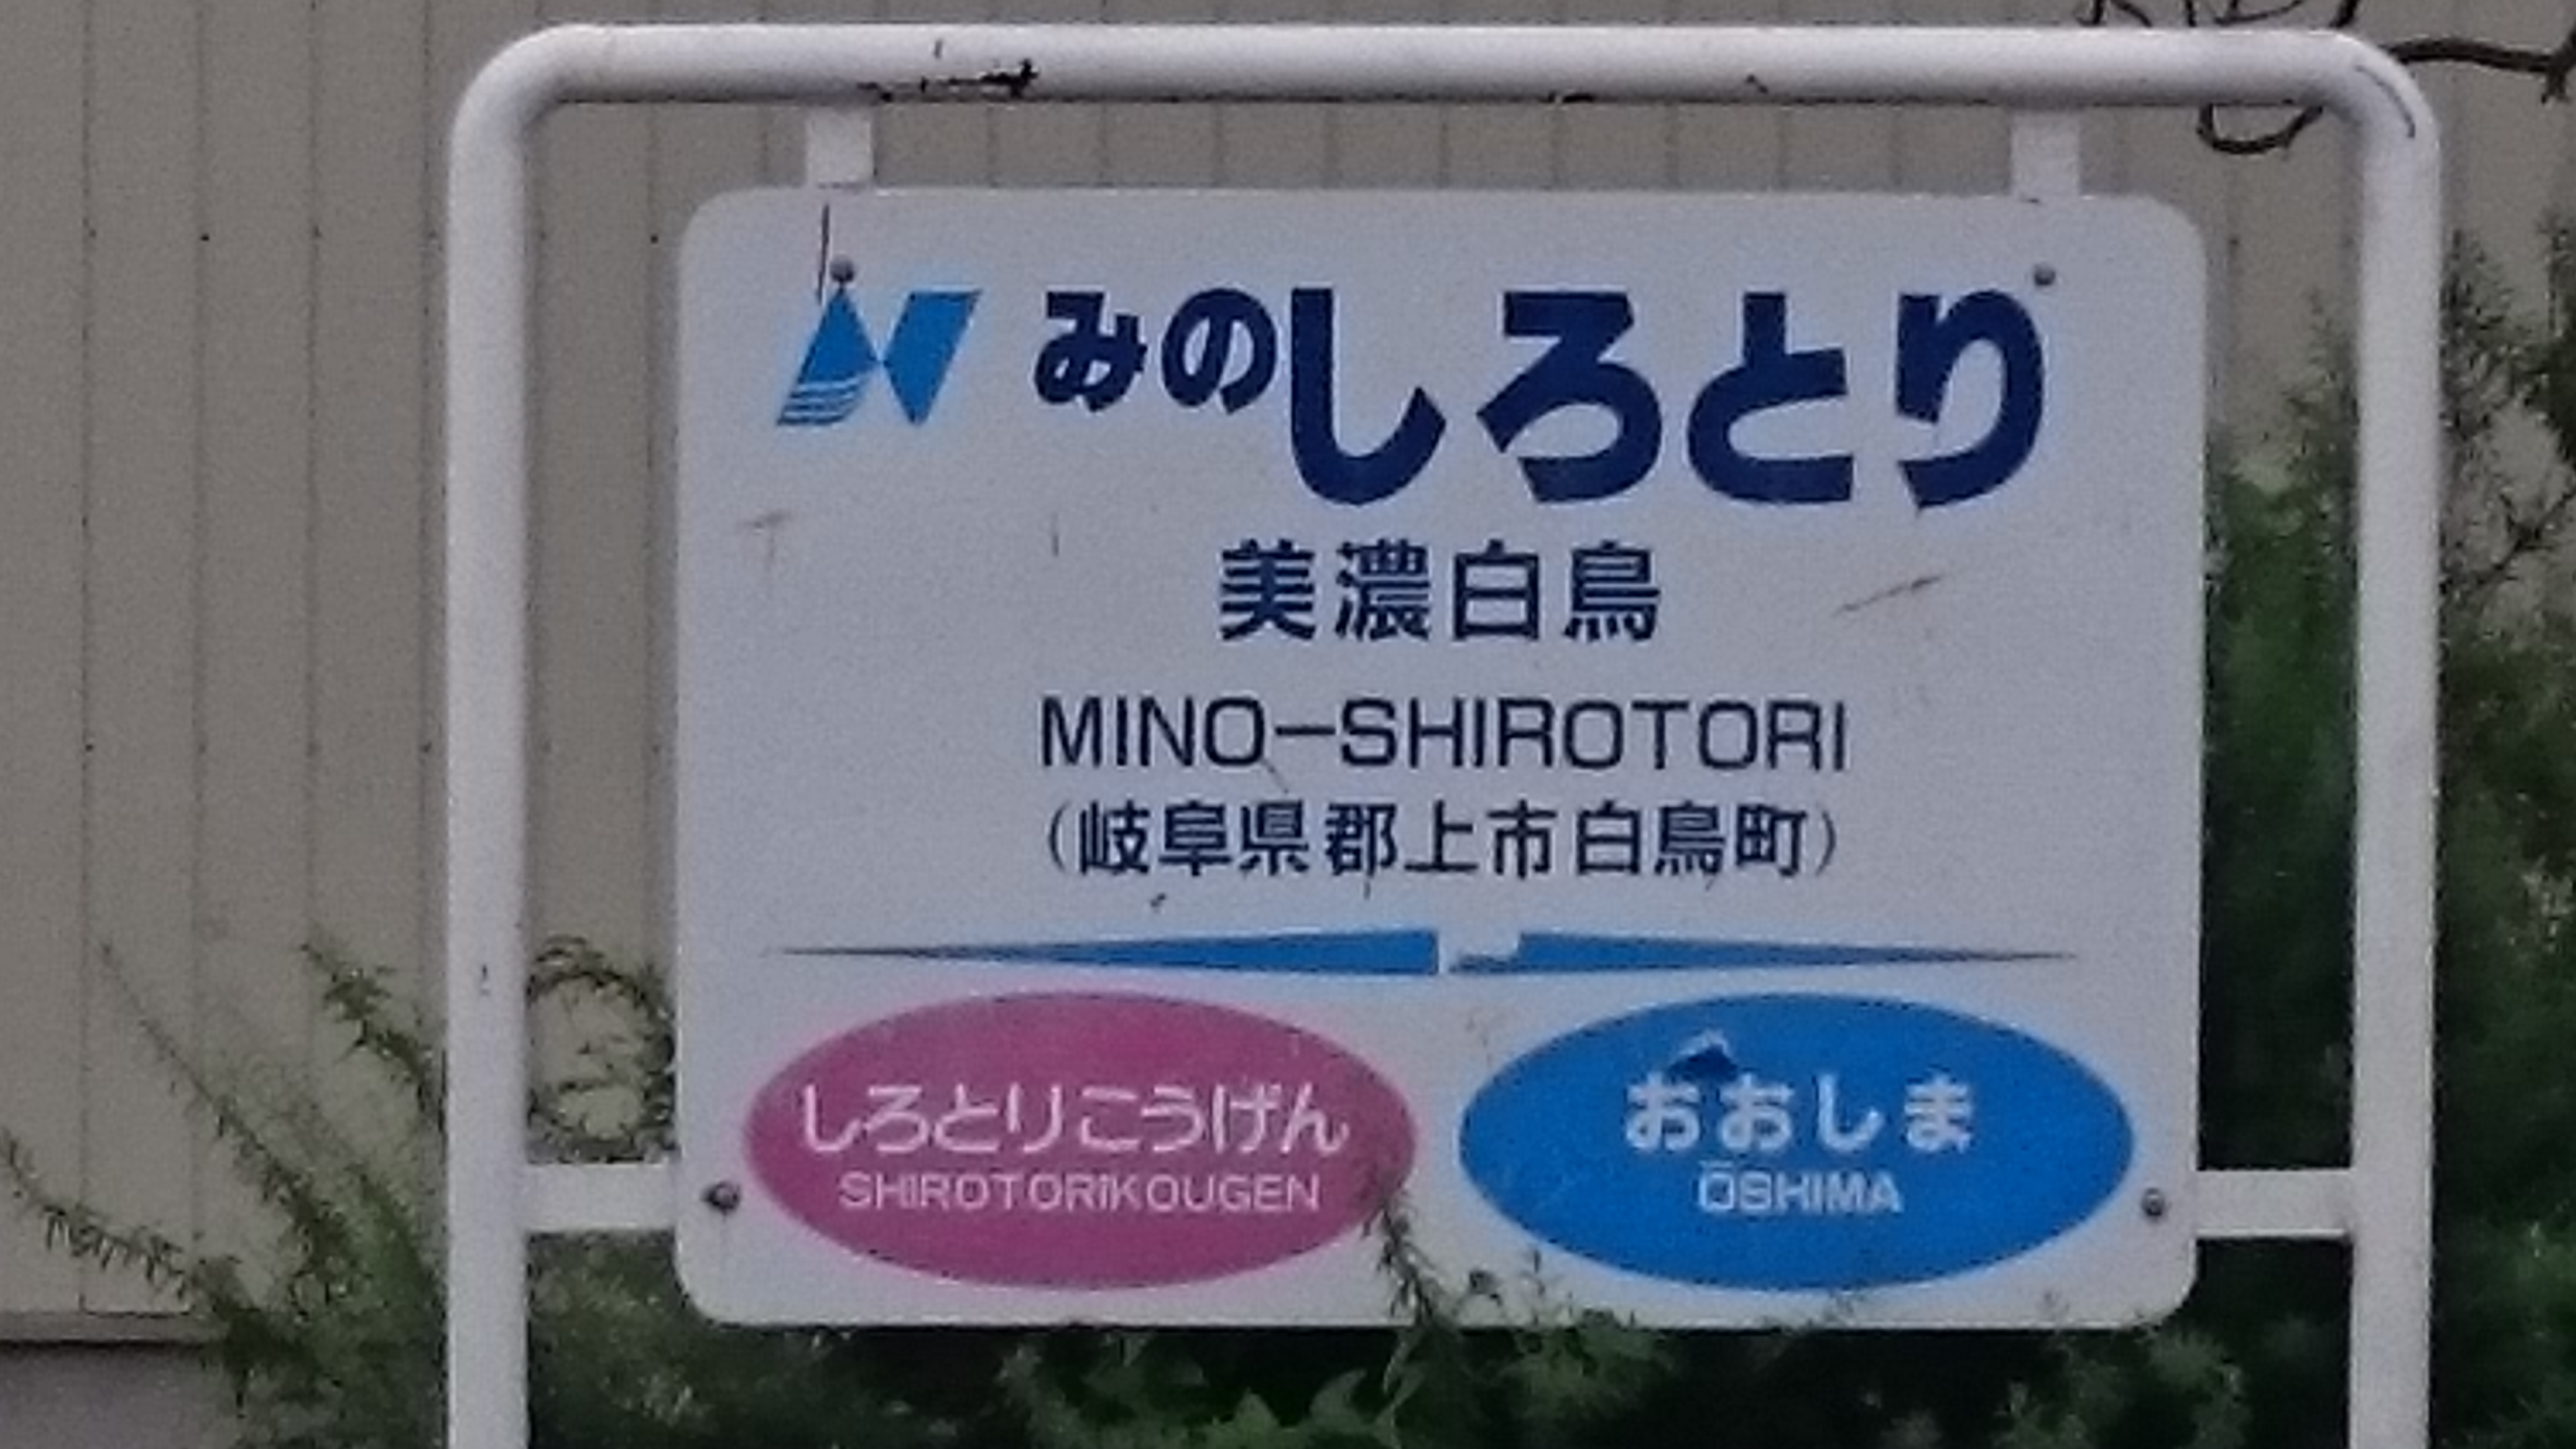 みのしろとり
美濃白鳥
MINO-SHIROTORI
(岐阜県郡上市白鳥町)
しろとりこうげん
SHIROTORIKOUGEN
おおしま
ŌSHIMA